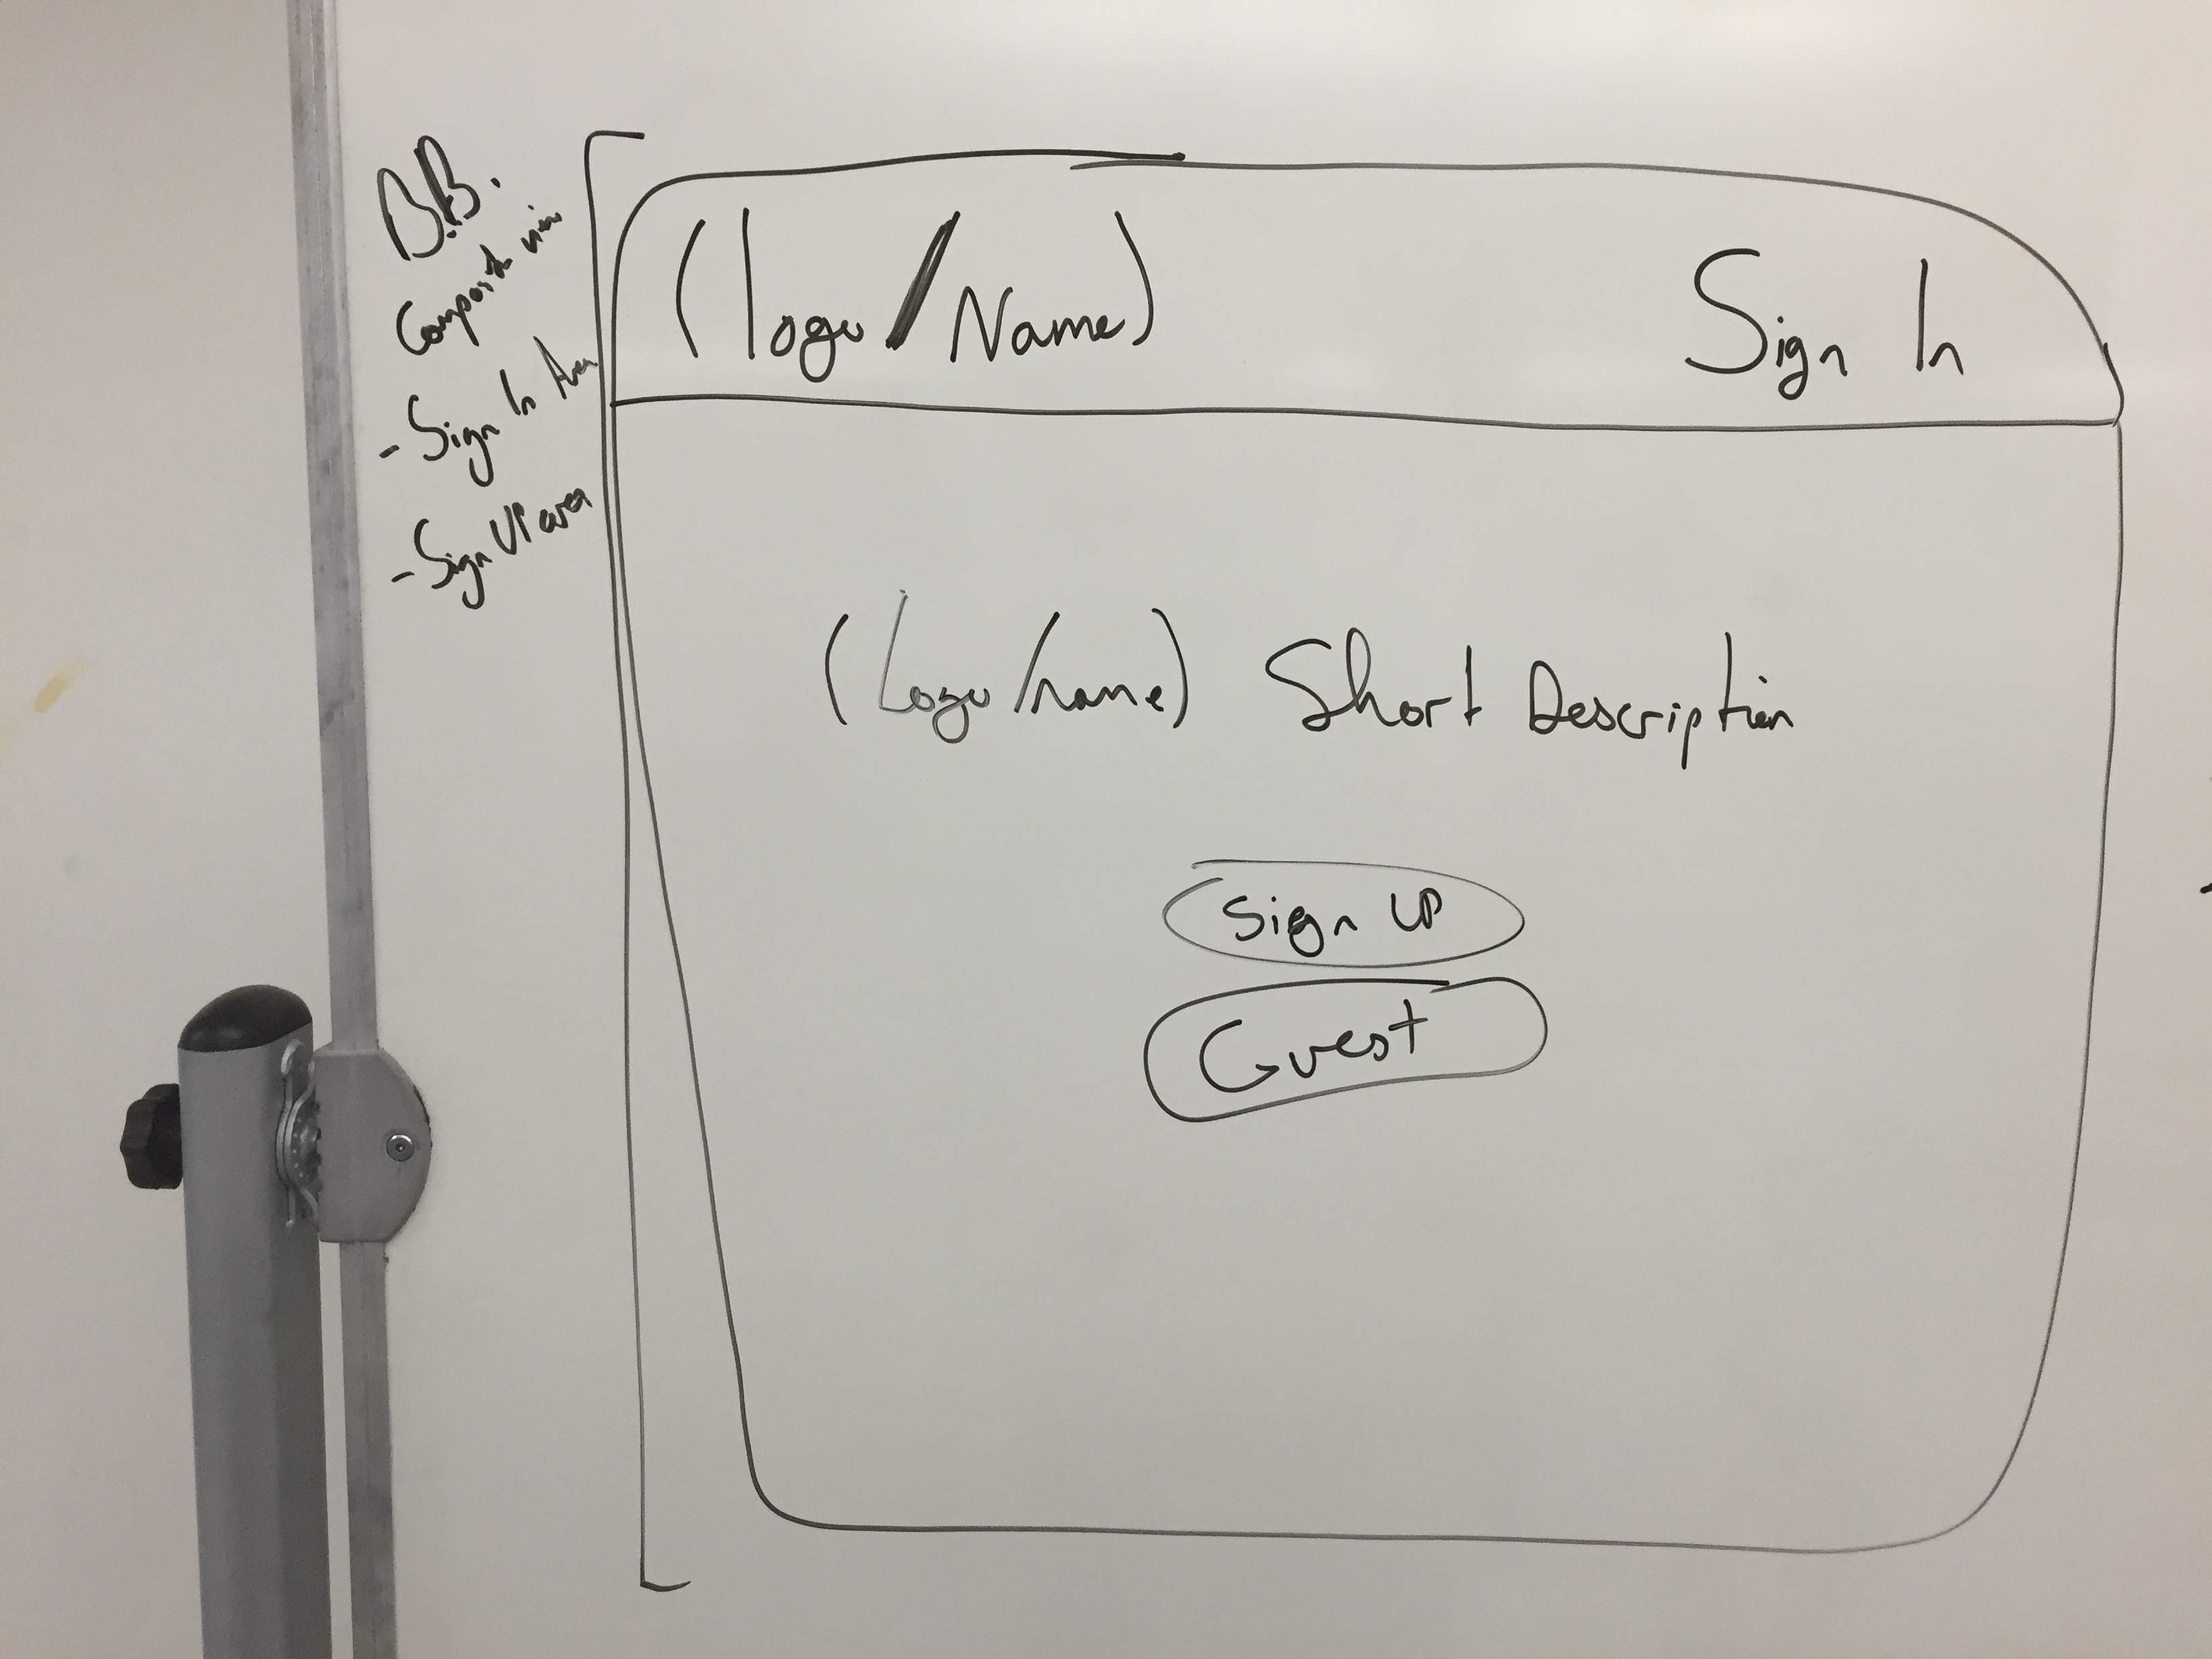 B.B.
Composite view
- Sign In Area
- Sign UP area
(logo/Name)
Sign In
(Logo/name) Short Description
Sign UP
Guest